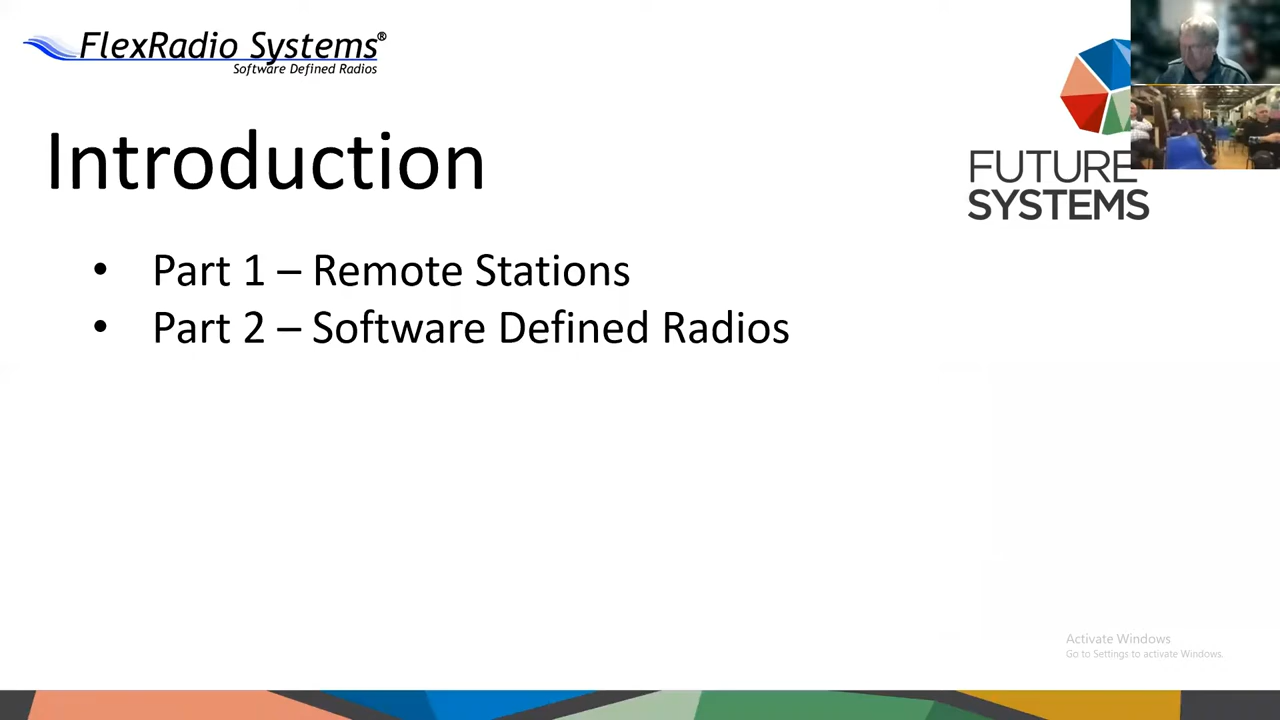 FlexRadio Systems®
Software Defined Radios
FUTURE
SYSTEMS
Introduction
• Part 1 – Remote Stations
• Part 2 – Software Defined Radios
Activate Windows
Go to Settings to activate Windows.